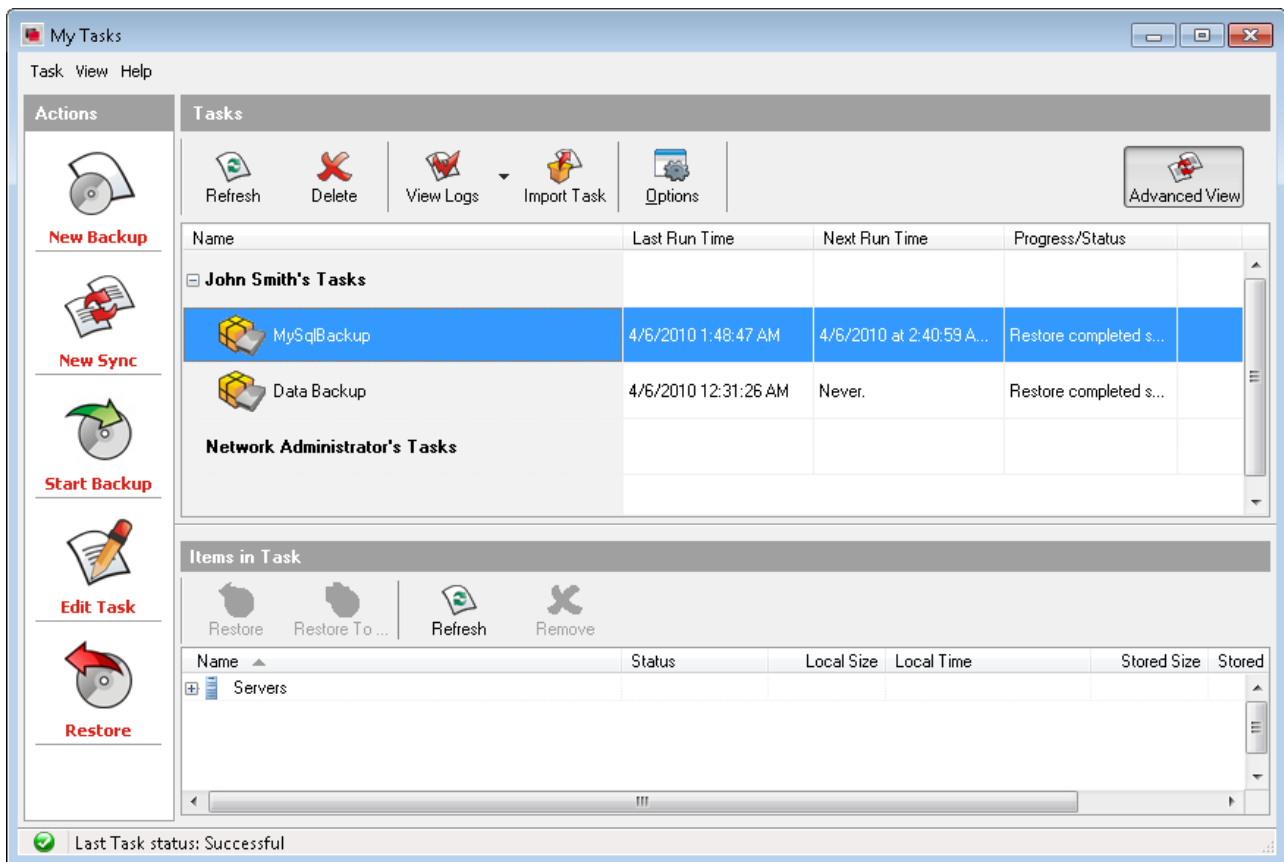 My Tasks
Task View Help
Actions
New Backup
New Sync
Start Backup
Edit Task
Restore
Tasks
Refresh Delete View Logs Import Task Options Advanced View
Name Last Run Time Next Run Time Progress/Status
John Smith's Tasks
MySqlBackup 4/6/2010 1:48:47 AM 4/6/2010 at 2:40:59 A... Restore completed s...
Data Backup 4/6/2010 12:31:26 AM Never. Restore completed s...
Network Administrator's Tasks
Items in Task
Restore Restore To ... Refresh Remove
Name Status Local Size Local Time Stored Size Stored
Servers
Last Task status: Successful